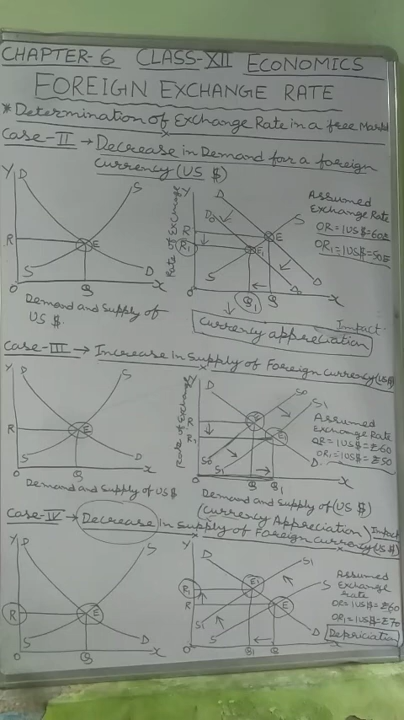 CHAPTER-6 CLASS-XII ECONOMICS
FOREIGN EXCHANGE RATE
* Determination of Exchange Rate in a free Market
Case-II → Decrease in Demand for a foreign
currency (US $)
Y D S
R E
S D
O Q X
Demand and Supply of
US $.
Y
Rate of Exchange
D S
D0
R E
R1 E1
S D0 D
O Q1 Q X
Assumed
Exchange Rate
OR = 1US$ = 60₹
OR1 = 1US$ = 50₹
Impact
Currency appreciation
Case-III → Increase in Supply of Foreign currency (US$)
Y D S
R E
S D
O Q X
Demand and Supply of US $
Y
Rate of Exchange
D S0 S1
R E
R1 E1
S0 S1 D.
O Q Q1 X
Assumed
Exchange Rate
OR = 1US$ = ₹60
OR1 = 1US$ = ₹50
Demand and Supply of (US $)
(Currency Appreciation) Impact
Case-IV → Decrease in Supply of Foreign currency (US $)
Y D S
R E
S D
O Q X
Y D S1
R1 E1 S
R E
S1 S D
O Q1 Q X
Assumed
Exchange
rate
OR = 1US$ = ₹60
OR1 = 1US$ = ₹70
Depreciation